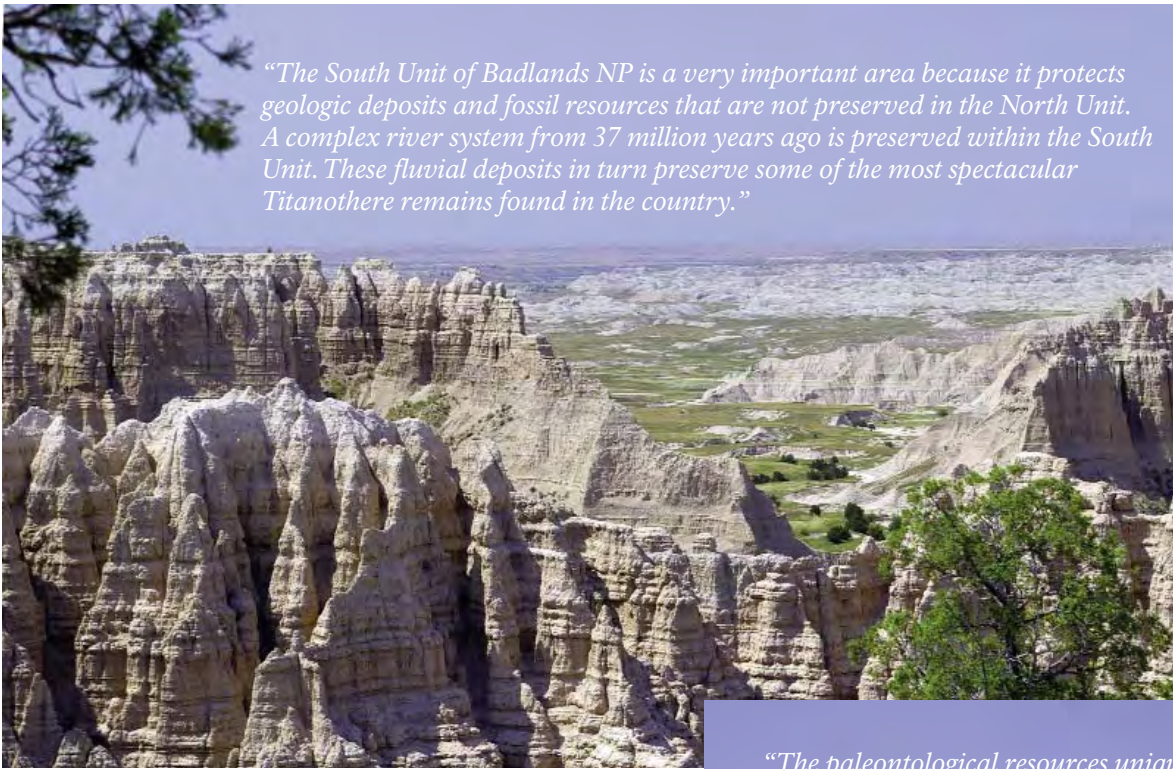 “The South Unit of Badlands NP is a very important area because it protects
geologic deposits and fossil resources that are not preserved in the North Unit.
A complex river system from 37 million years ago is preserved within the South
Unit. These fluvial deposits in turn preserve some of the most spectacular
Titanothere remains found in the country.”
“The paleontological resources